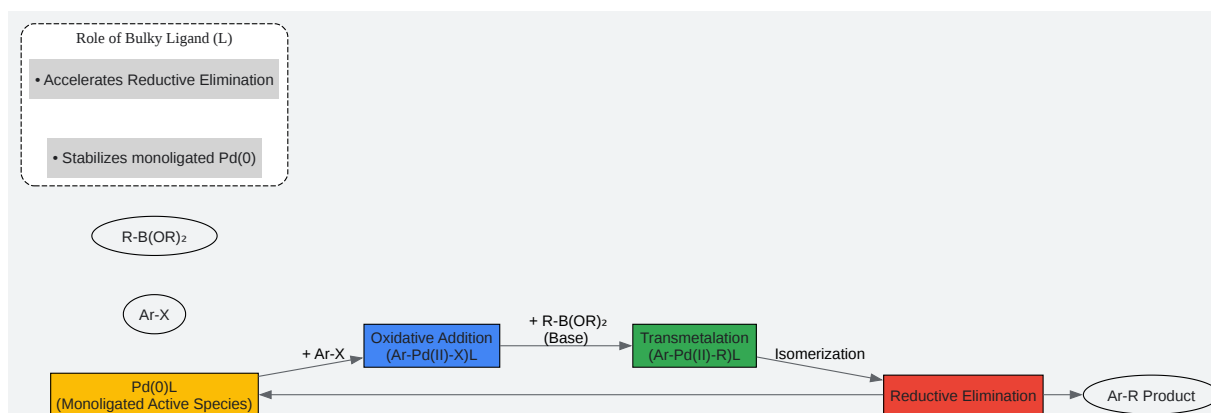 Role of Bulky Ligand (L)
• Accelerates Reductive Elimination
• Stabilizes monoligated Pd(0)
R-B(OR)₂
Ar-X
Pd(0)L
(Monoligated Active Species)
+ Ar-X
Oxidative Addition
(Ar-Pd(II)-X)L
+ R-B(OR)₂
(Base)
Transmetalation
(Ar-Pd(II)-R)L
Isomerization
Reductive Elimination
Ar-R Product